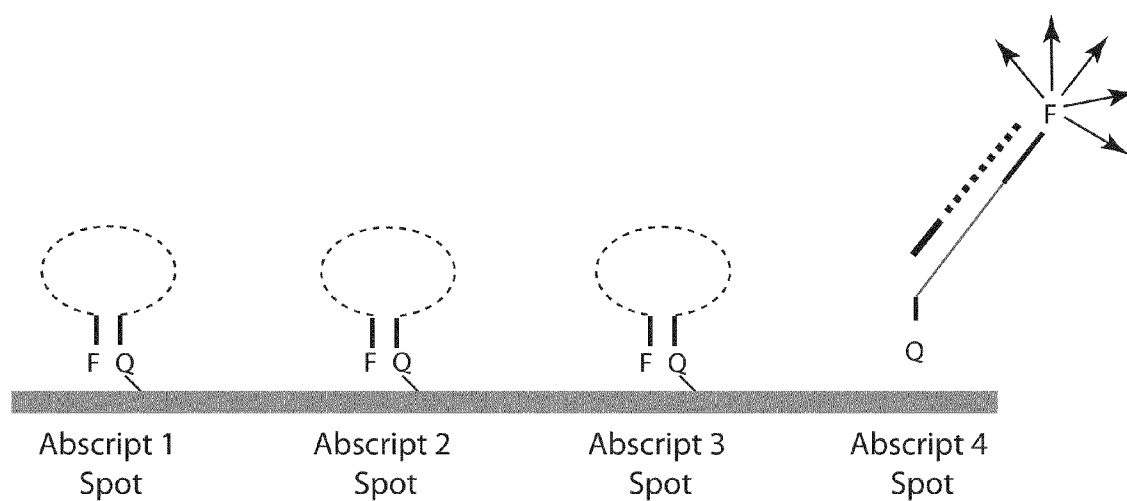 F
F Q
F Q
F Q
Q
Abscript 1
Spot
Abscript 2
Spot
Abscript 3
Spot
Abscript 4
Spot